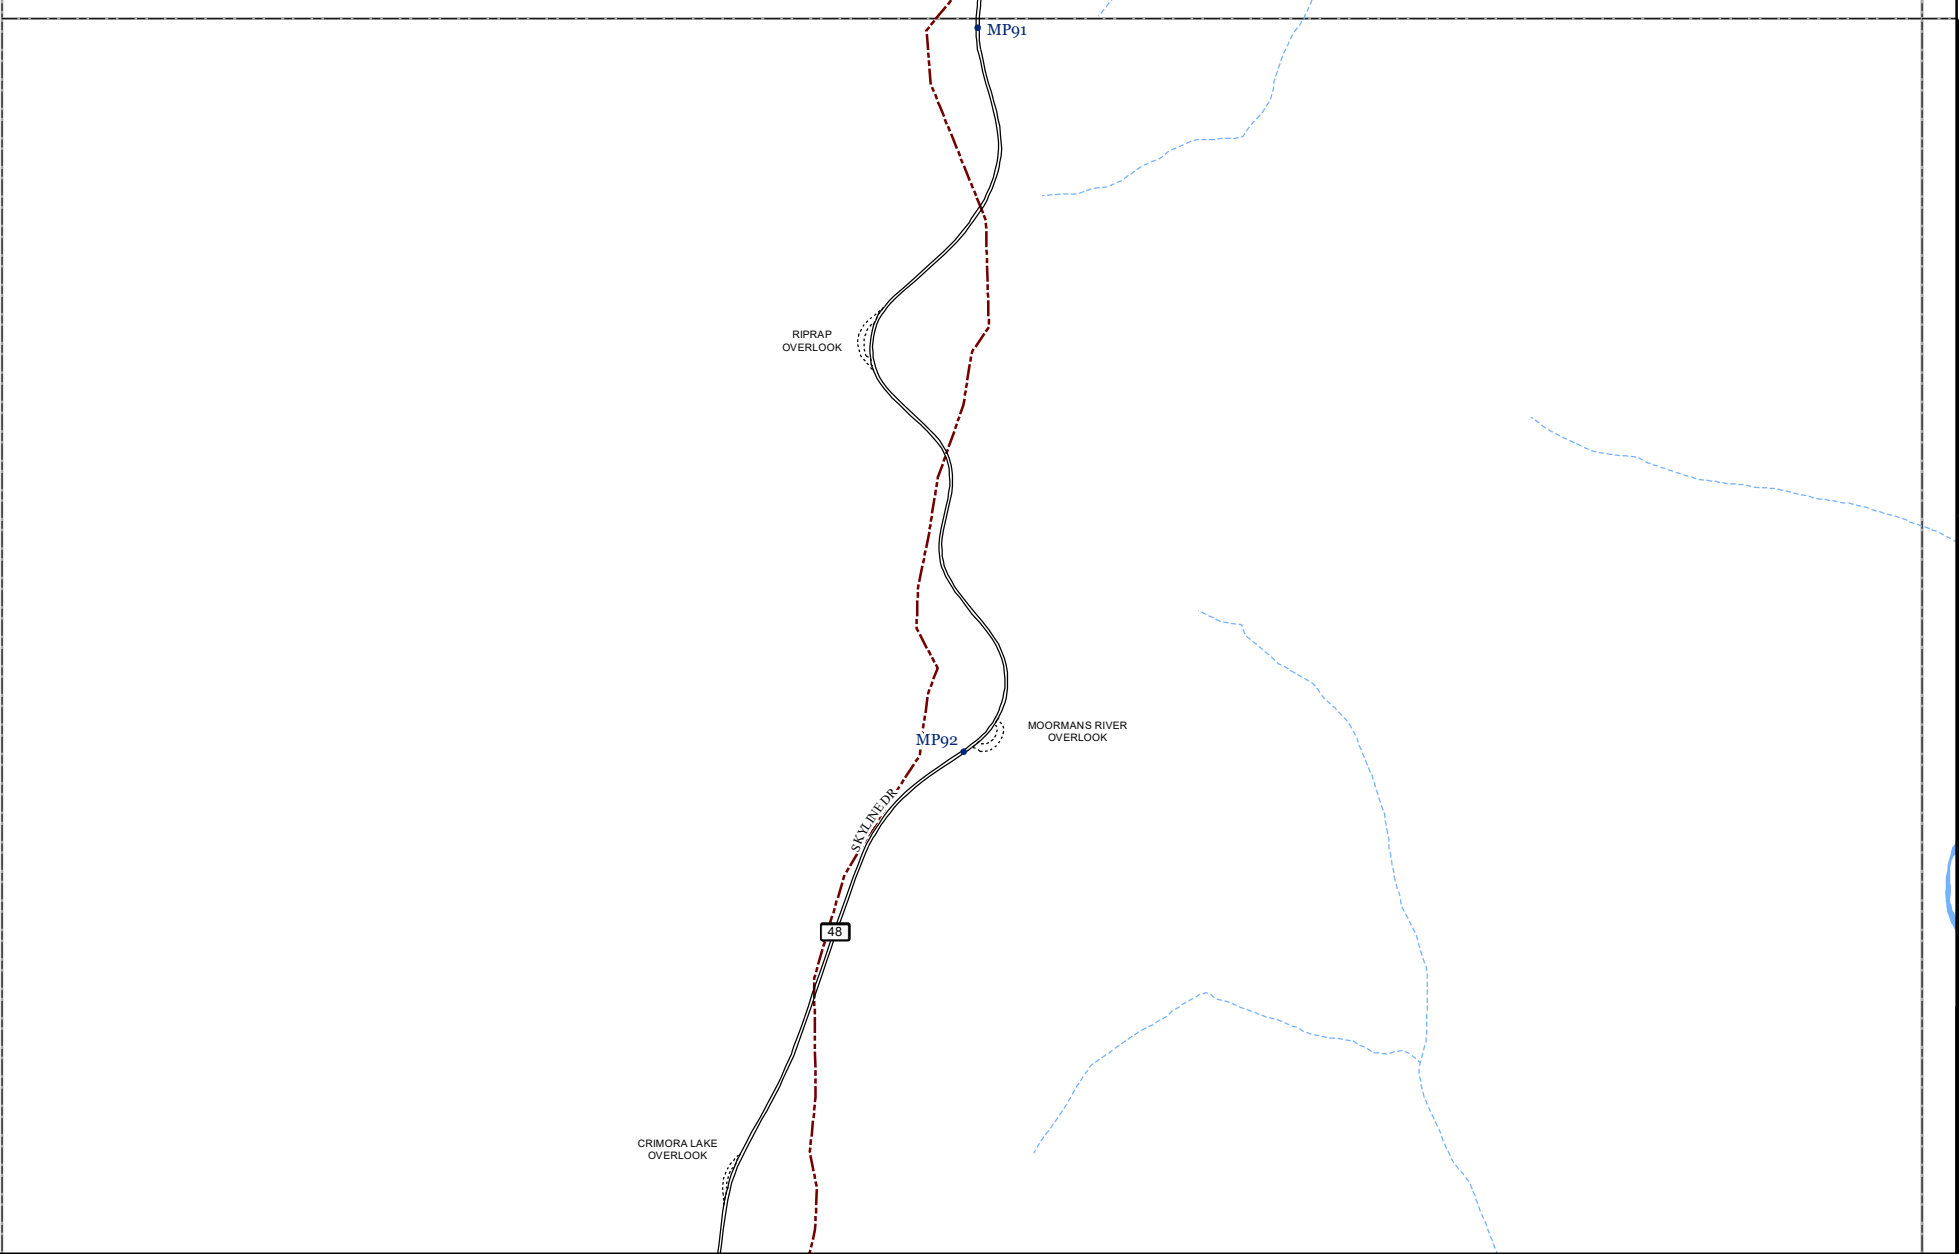 MP91
RIPRAP
OVERLOOK
MOORMANS RIVER
OVERLOOK
MP92
SKYLINE DR
48
CRIMORA LAKE
OVERLOOK